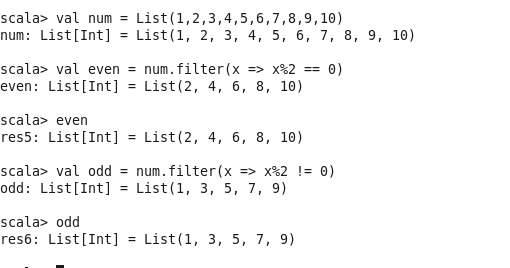 scala> val num = List(1,2,3,4,5,6,7,8,9,10)
num: List[Int] = List(1, 2, 3, 4, 5, 6, 7, 8, 9, 10)
scala> val even = num.filter(x => x%2 == 0)
even: List[Int] = List(2, 4, 6, 8, 10)
scala> even
res5: List[Int] = List(2, 4, 6, 8, 10)
scala> val odd = num.filter(x => x%2 != 0)
odd: List[Int] = List(1, 3, 5, 7, 9)
scala> odd
res6: List[Int] = List(1, 3, 5, 7, 9)